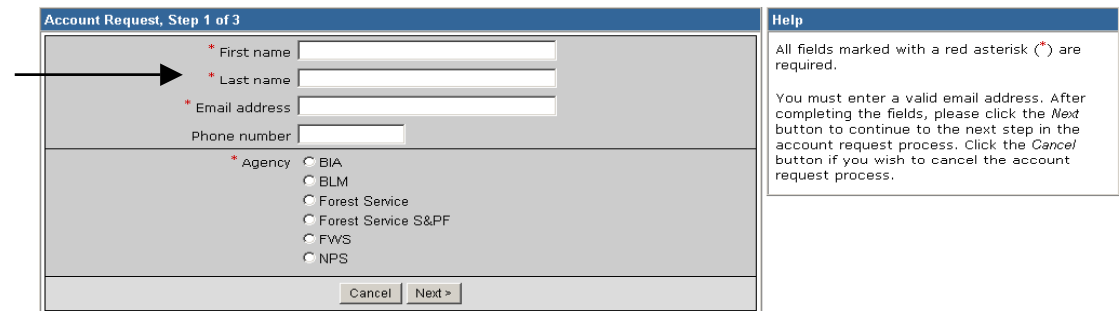 Account Request, Step 1 of 3
* First name
* Last name
* Email address
Phone number
* Agency
BIA
BLM
Forest Service
Forest Service S&PF
FWS
NPS
Cancel
Next >
Help
All fields marked with a red asterisk (*) are
required.
You must enter a valid email address. After
completing the fields, please click the Next
button to continue to the next step in the
account request process. Click the Cancel
button if you wish to cancel the account
request process.